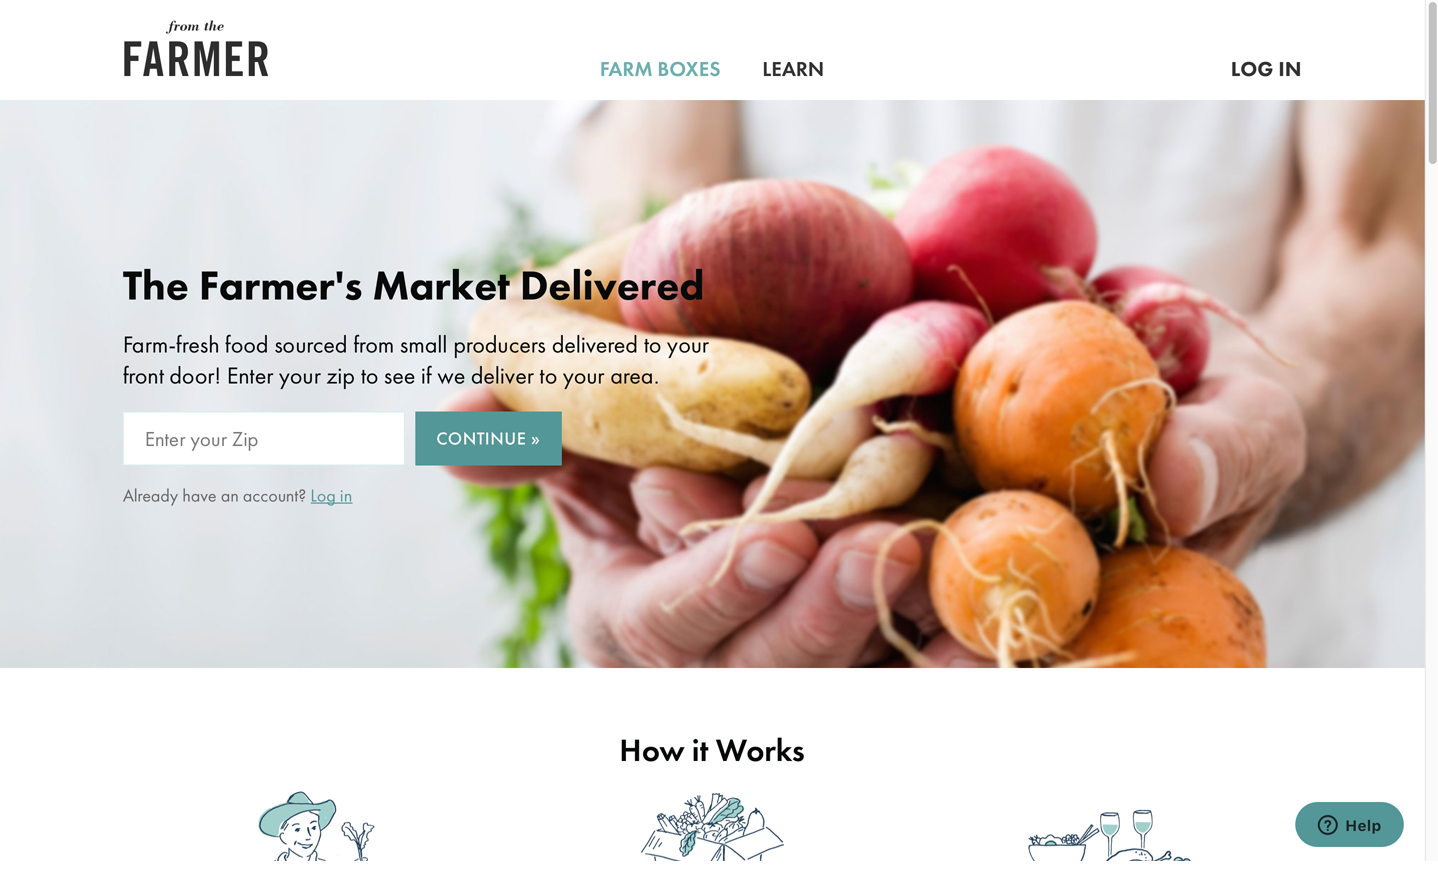 from the
FARMER
FARM BOXES
LEARN
LOG IN
The Farmer's Market Delivered
Farm-fresh food sourced from small producers delivered to your
front door! Enter your zip to see if we deliver to your area.
Enter your Zip
CONTINUE »
Already have an account? Log in
How it Works
Help